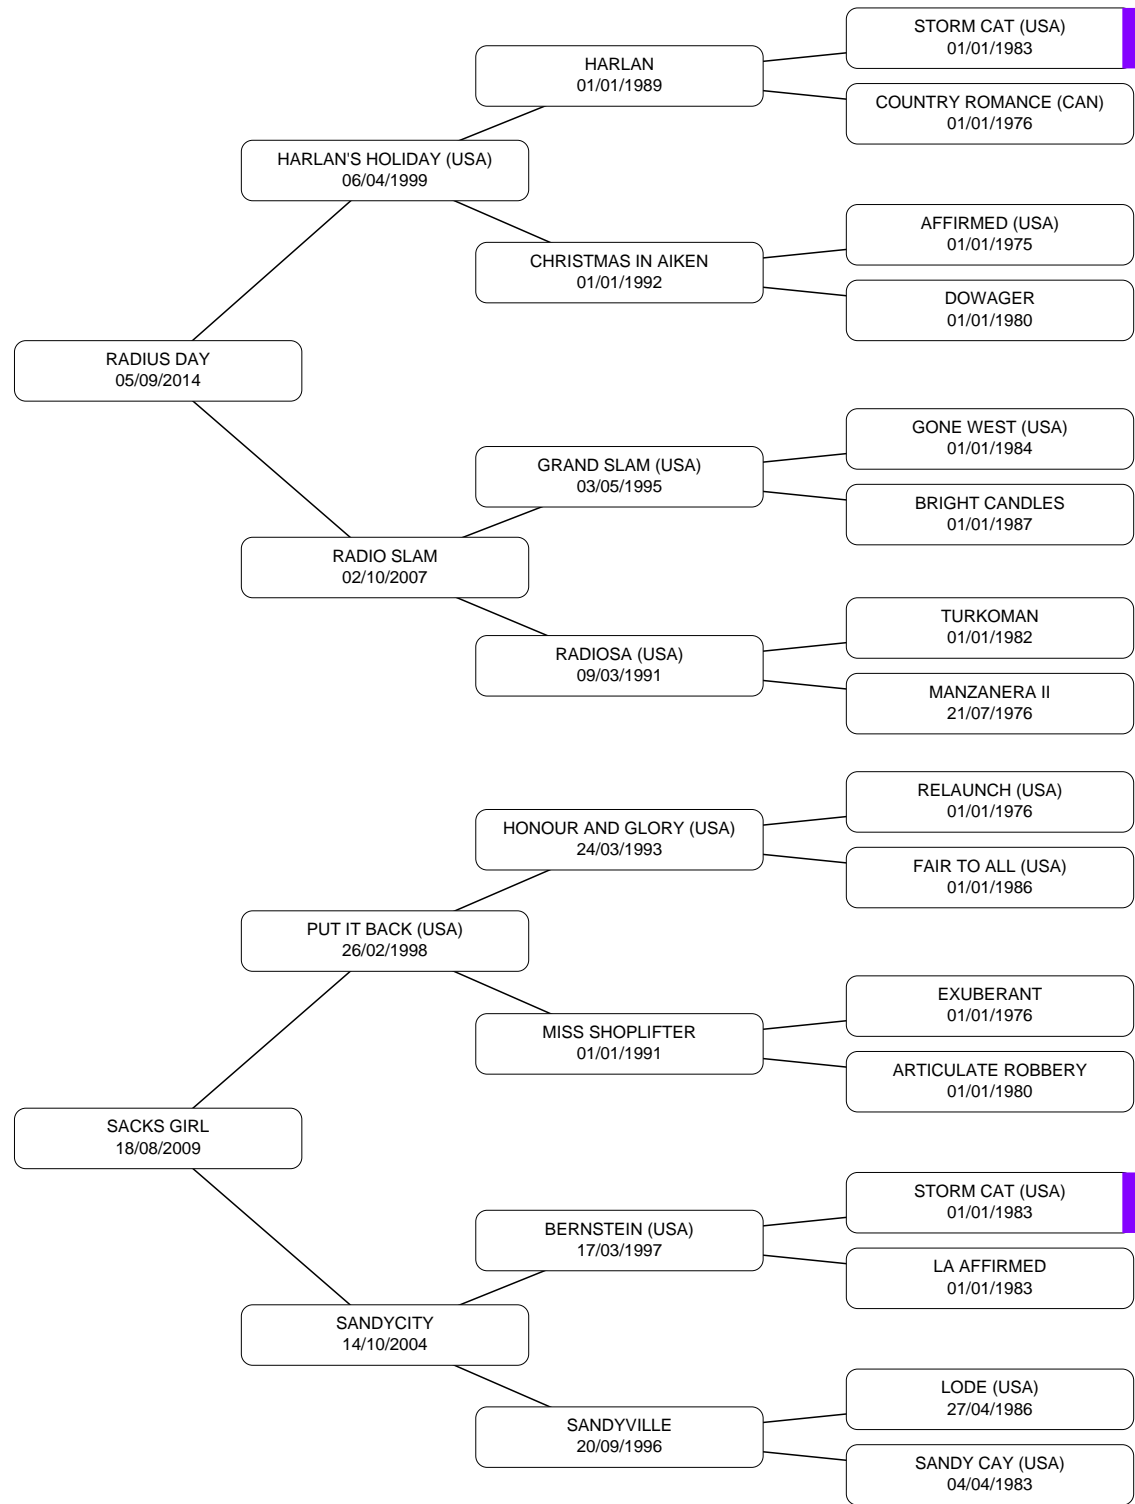 STORM CAT (USA)
01/01/1983
HARLAN
01/01/1989
COUNTRY ROMANCE (CAN)
01/01/1976
HARLAN'S HOLIDAY (USA)
06/04/1999
AFFIRMED (USA)
01/01/1975
CHRISTMAS IN AIKEN
01/01/1992
DOWAGER
01/01/1980
RADIUS DAY
05/09/2014
GONE WEST (USA)
01/01/1984
GRAND SLAM (USA)
03/05/1995
BRIGHT CANDLES
01/01/1987
RADIO SLAM
02/10/2007
TURKOMAN
01/01/1982
RADIOSA (USA)
09/03/1991
MANZANERA II
21/07/1976
RELAUNCH (USA)
01/01/1976
HONOUR AND GLORY (USA)
24/03/1993
FAIR TO ALL (USA)
01/01/1986
PUT IT BACK (USA)
26/02/1998
EXUBERANT
01/01/1976
MISS SHOPLIFTER
01/01/1991
ARTICULATE ROBBERY
01/01/1980
SACKS GIRL
18/08/2009
STORM CAT (USA)
01/01/1983
BERNSTEIN (USA)
17/03/1997
LA AFFIRMED
01/01/1983
SANDYCITY
14/10/2004
LODE (USA)
27/04/1986
SANDYVILLE
20/09/1996
SANDY CAY (USA)
04/04/1983